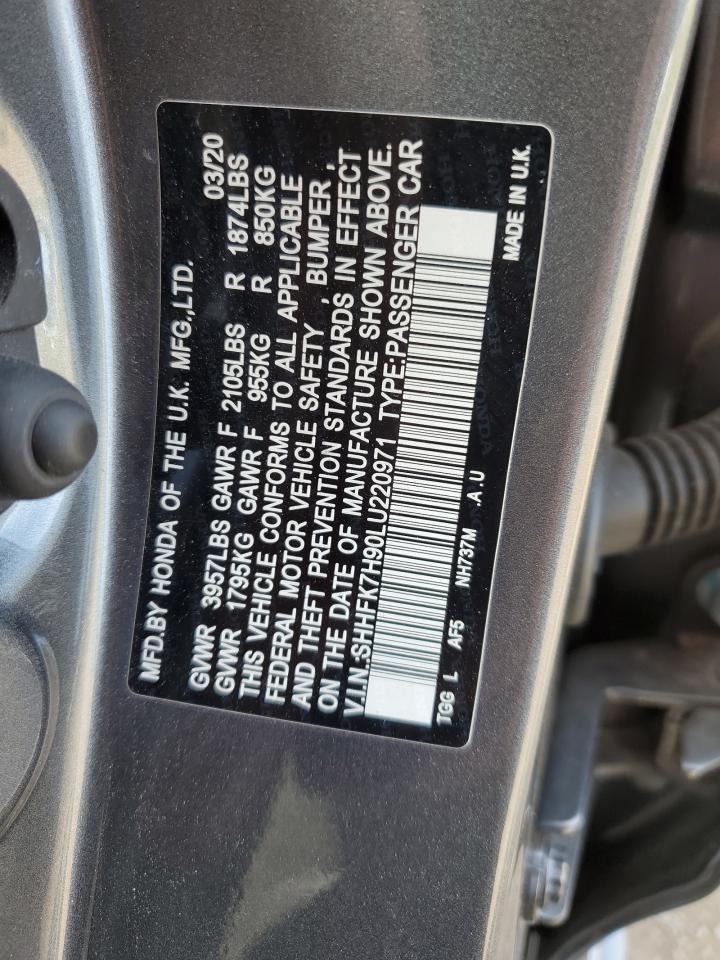 MFD.BY HONDA OF THE U.K. MFG.,LTD. 03/20
GVWR 3957LBS GAWR F 2105LBS R 1874LBS
GVWR 1795KG GAWR F 955KG R 850KG
THIS VEHICLE CONFORMS TO ALL APPLICABLE
FEDERAL MOTOR VEHICLE SAFETY , BUMPER ,
AND THEFT PREVENTION STANDARDS IN EFFECT
ON THE DATE OF MANUFACTURE SHOWN ABOVE.
V.I.N.:SHHFK7H90LU220971 TYPE:PASSENGER CAR
TGG L AF5 NH737M .A .U MADE IN U.K.